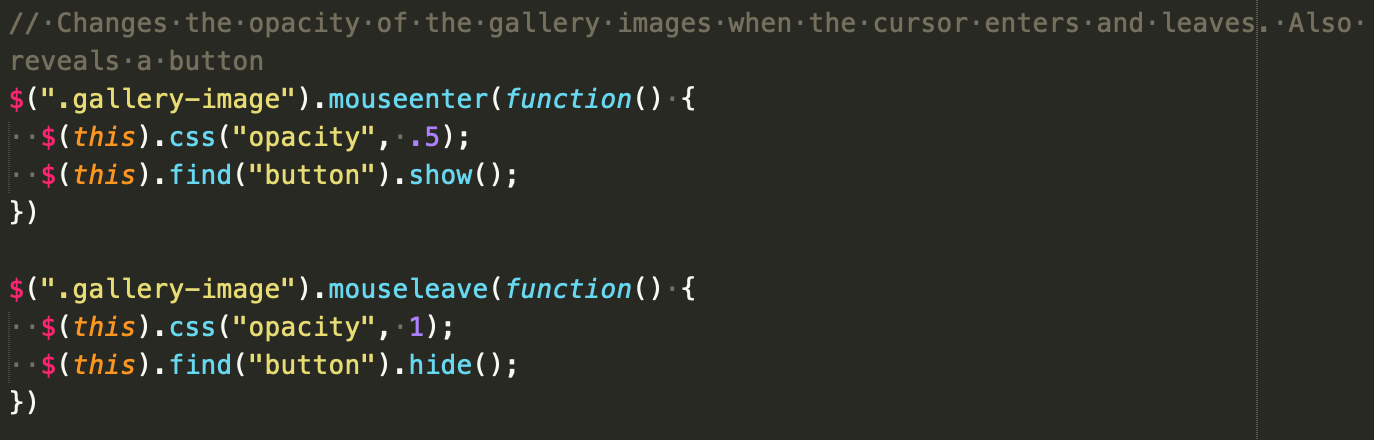 // Changes the opacity of the gallery images when the cursor enters and leaves. Also
reveals a button
$(".gallery-image").mouseenter(function() {
  $(this).css("opacity", .5);
  $(this).find("button").show();
})

$(".gallery-image").mouseleave(function() {
  $(this).css("opacity", 1);
  $(this).find("button").hide();
})